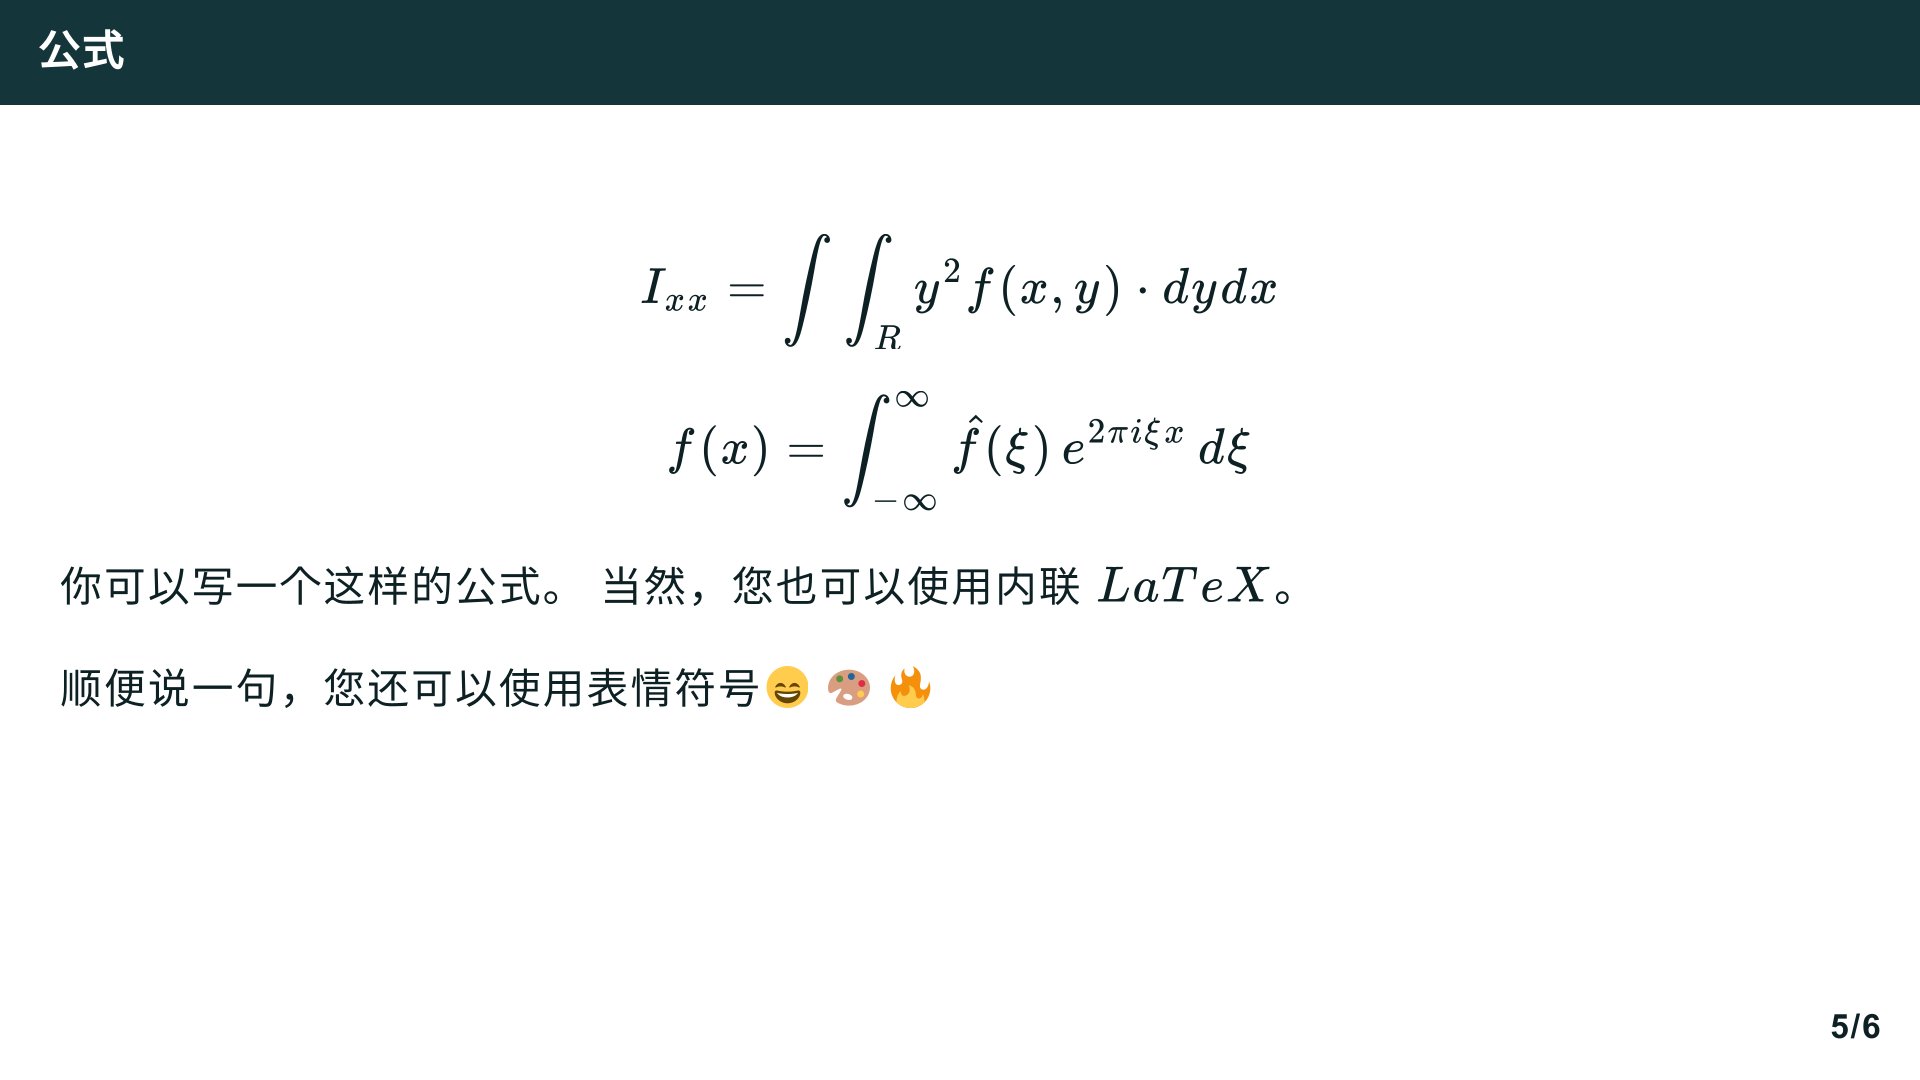 公式
$I_{xx} = \int \int_R y^2 f(x, y) \cdot dydx$
$f(x) = \int_{-\infty}^{\infty} \hat{f}(\xi) \, e^{2\pi i \xi x} \, d\xi$
你可以写一个这样的公式。 当然，您也可以使用内联 $LaTeX$。
顺便说一句，您还可以使用表情符号😄 🎨 🔥
5/6